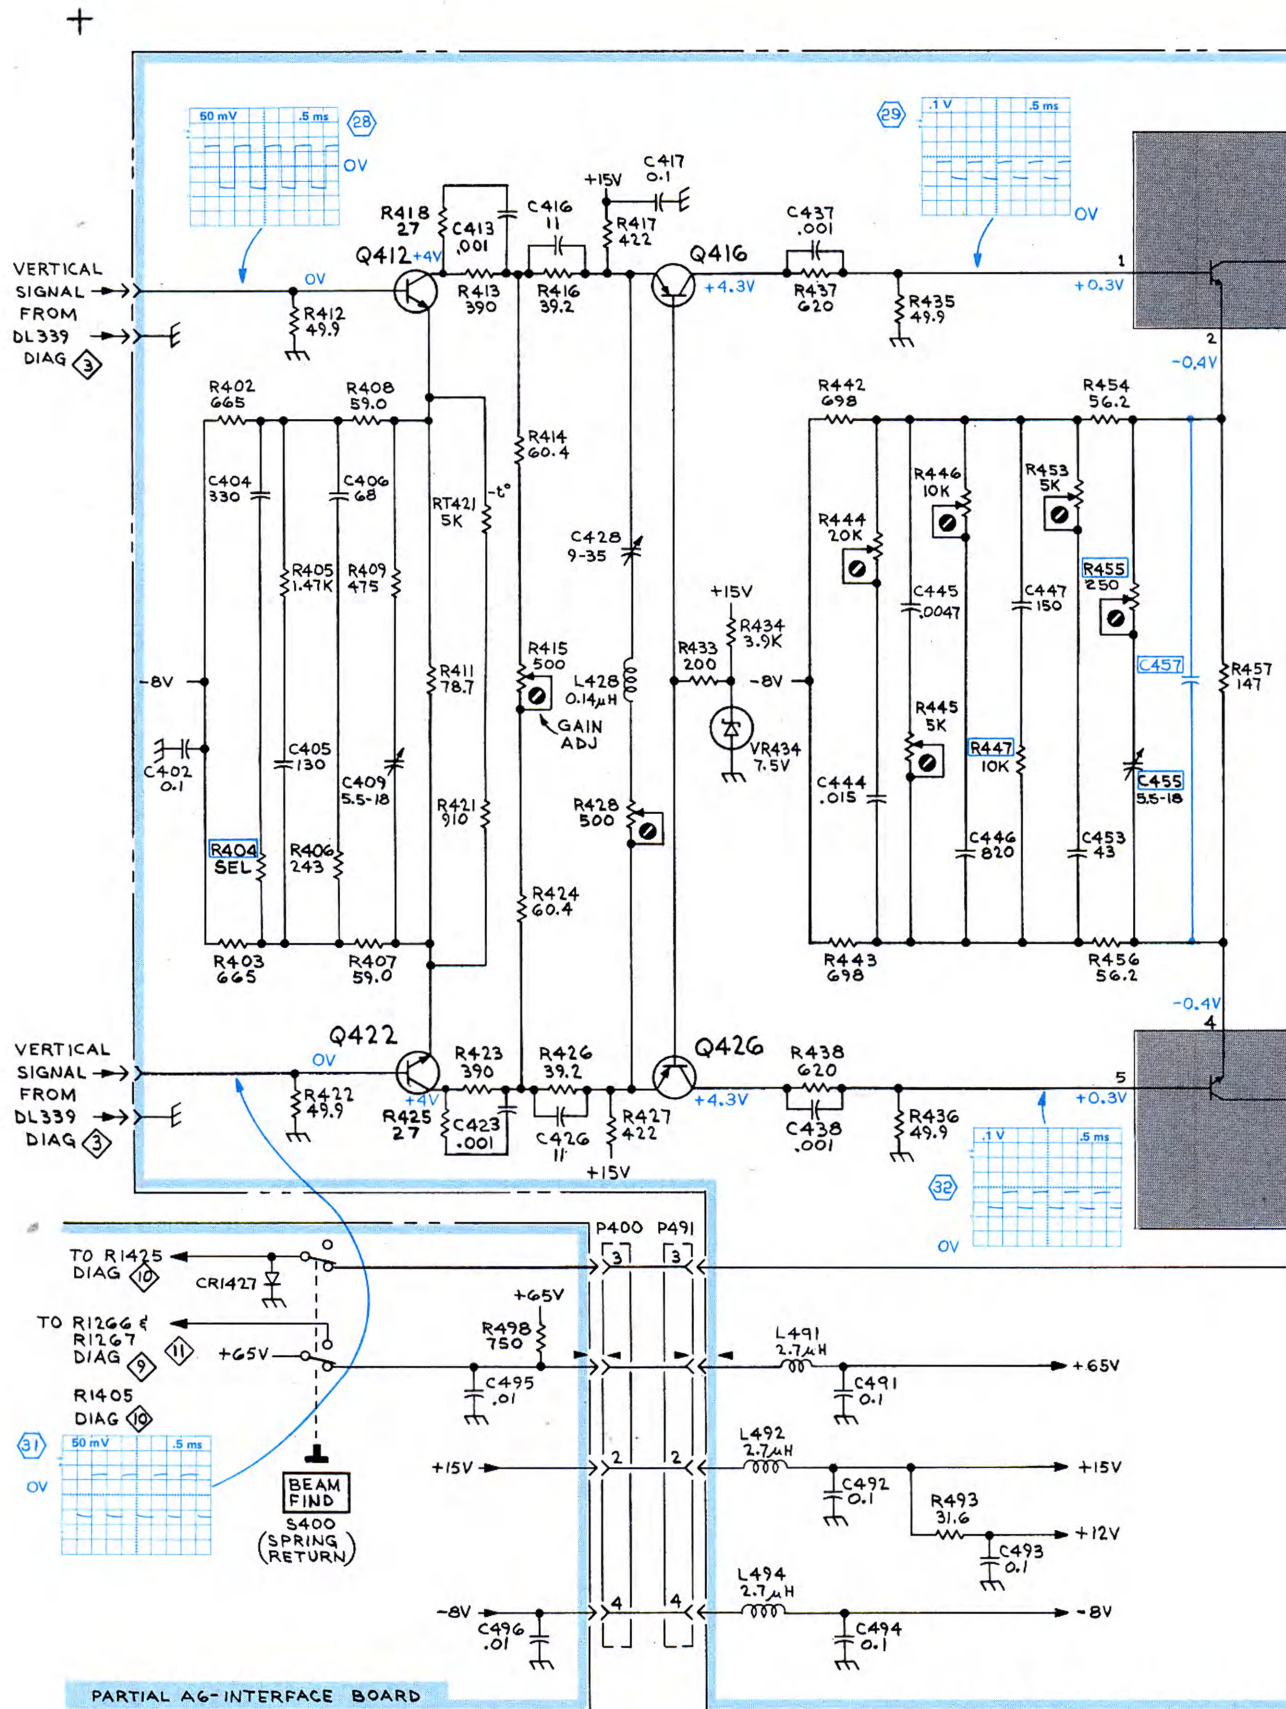 50 mV .5 ms
28
0V
.1 V .5 ms
29
0V
VERTICAL
SIGNAL
FROM
DL339
DIAG 3
0V
R412
49.9
Q412
+4V
R418
27
C413
.001
R413
390
C416
11
R416
39.2
+15V
C417
0.1
R417
422
Q416
+4.3V
C437
.001
R437
620
R435
49.9
1
+0.3V
2
-0.4V
R402
665
R408
59.0
C404
330
C406
68
R405
1.47K
R409
475
RT421
5K
-t°
R414
60.4
C428
9-35
-8V
C402
0.1
C405
130
C409
5.5-18
R411
78.7
R421
910
R415
500
GAIN
ADJ
L428
0.14µH
R428
500
R404
SEL
R406
243
R424
60.4
R403
665
R407
59.0
+15V
R434
3.9K
R433
200
VR434
7.5V
-8V
R442
698
R454
56.2
R444
20K
R446
10K
R453
5K
R455
250
C445
.0047
C447
150
C457
R457
147
R445
5K
R447
10K
C455
5.5-18
C444
.015
C446
820
C453
43
R443
698
R456
56.2
-0.4V
4
VERTICAL
SIGNAL
FROM
DL339
DIAG 3
0V
R422
49.9
Q422
+4V
R425
27
R423
390
C423
.001
R426
39.2
C426
11
R427
422
+15V
Q426
+4.3V
R438
620
C438
.001
R436
49.9
5
+0.3V
.1 V .5 ms
32
0V
TO R1425
DIAG 10
CR1427
TO R1266 &
R1267
DIAG 9 11
+65V
R1405
DIAG 10
31
50 mV .5 ms
0V
BEAM
FIND
S400
(SPRING
RETURN)
P400 P491
3 3
+65V
R498
750
C495
.01
L491
2.7µH
C491
0.1
+65V
+15V
2 2
L492
2.7µH
C492
0.1
+15V
R493
31.6
+12V
C493
0.1
-8V
C496
.01
4 4
L494
2.7µH
C494
0.1
-8V
PARTIAL A6-INTERFACE BOARD